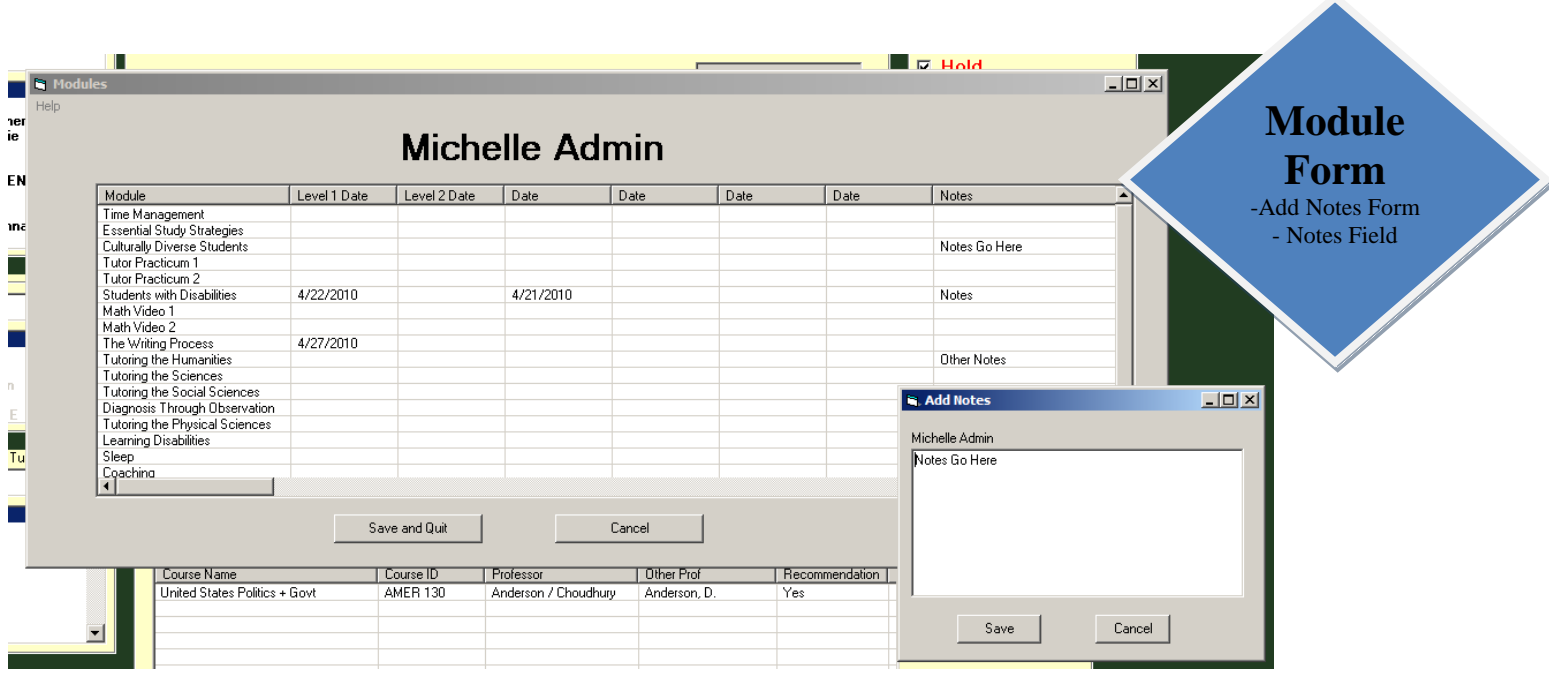 Hold
Modules
Help
Michelle Admin
Module Level 1 Date Level 2 Date Date Date Date Date Notes
Time Management
Essential Study Strategies
Culturally Diverse Students Notes Go Here
Tutor Practicum 1
Tutor Practicum 2
Students with Disabilities 4/22/2010 4/21/2010 Notes
Math Video 1
Math Video 2
The Writing Process 4/27/2010
Tutoring the Humanities Other Notes
Tutoring the Sciences
Tutoring the Social Sciences
Diagnosis Through Observation
Tutoring the Physical Sciences
Learning Disabilities
Sleep
Coaching
Save and Quit Cancel
Course Name Course ID Professor Other Prof Recommendation
United States Politics + Govt AMER 130 Anderson / Choudhury Anderson, D. Yes
Add Notes
Michelle Admin
Notes Go Here
Save Cancel
Module
Form
-Add Notes Form
- Notes Field